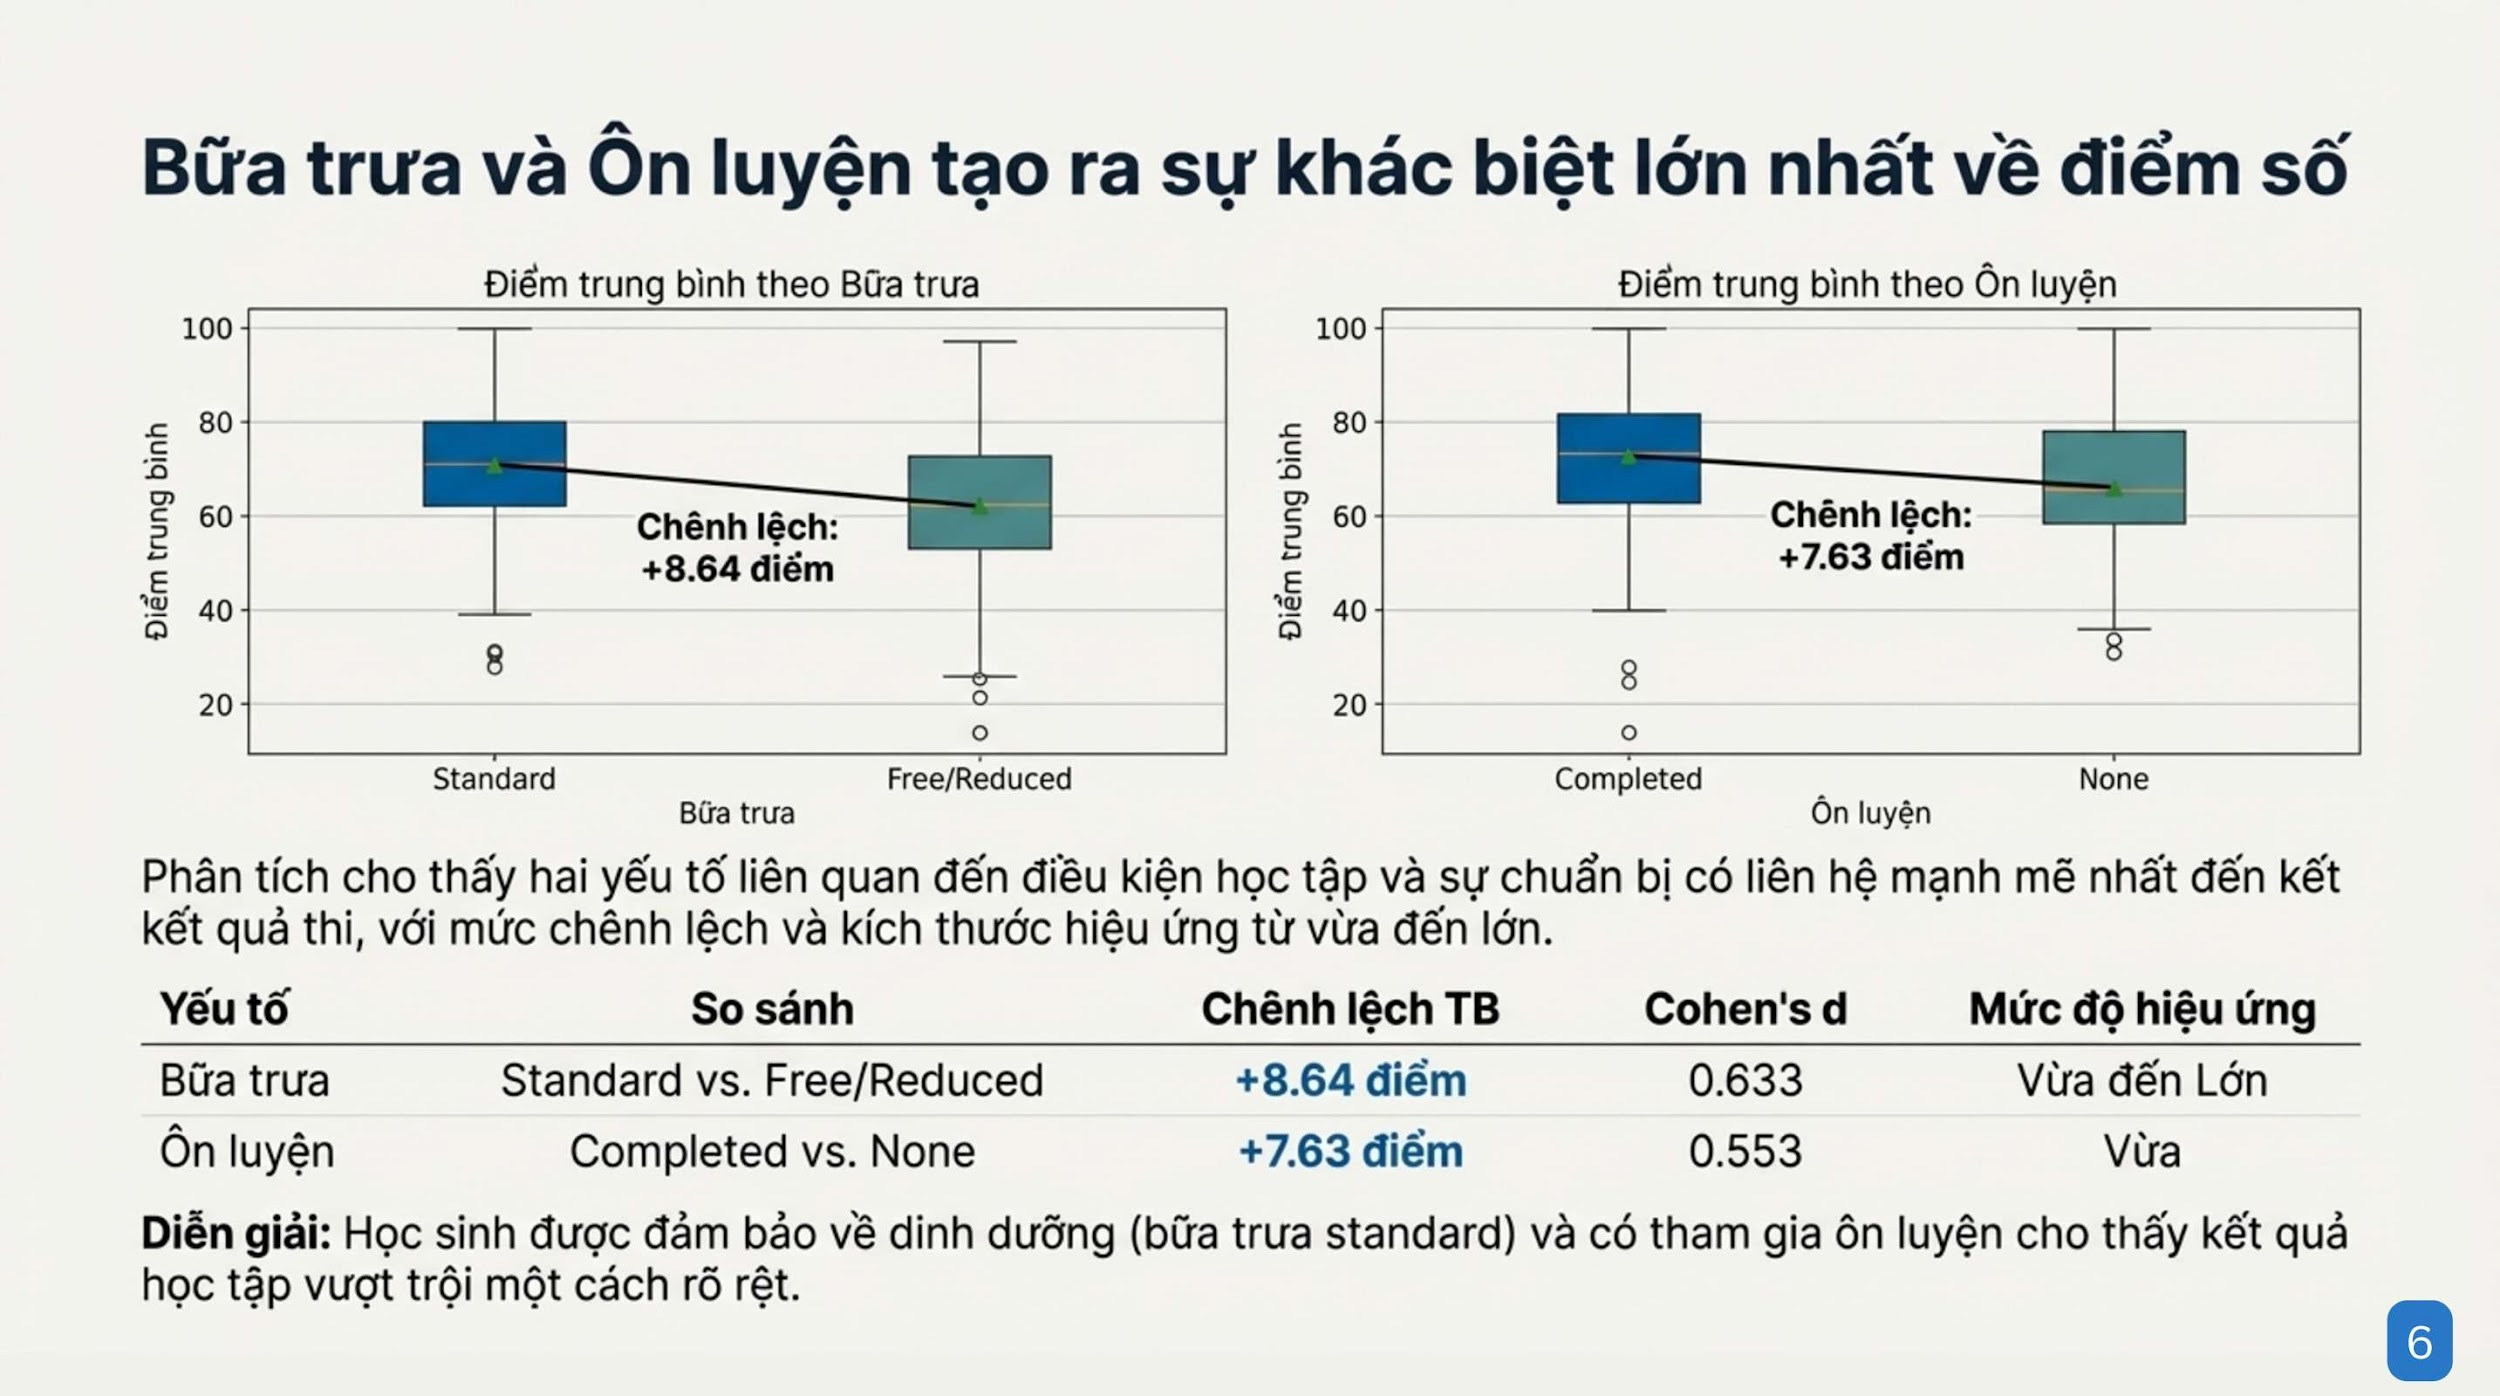 Bữa trưa và Ôn luyện tạo ra sự khác biệt lớn nhất về điểm số
Điểm trung bình theo Bữa trưa
Điểm trung bình
100
80
60
40
20
Chênh lệch:
+8.64 điểm
Standard
Free/Reduced
Bữa trưa
Điểm trung bình theo Ôn luyện
Điểm trung bình
100
80
60
40
20
Chênh lệch:
+7.63 điểm
Completed
None
Ôn luyện
Phân tích cho thấy hai yếu tố liên quan đến điều kiện học tập và sự chuẩn bị có liên hệ mạnh mẽ nhất đến kết
kết quả thi, với mức chênh lệch và kích thước hiệu ứng từ vừa đến lớn.
Yếu tố So sánh Chênh lệch TB Cohen's d Mức độ hiệu ứng
Bữa trưa Standard vs. Free/Reduced +8.64 điểm 0.633 Vừa đến Lớn
Ôn luyện Completed vs. None +7.63 điểm 0.553 Vừa
Diễn giải: Học sinh được đảm bảo về dinh dưỡng (bữa trưa standard) và có tham gia ôn luyện cho thấy kết quả
học tập vượt trội một cách rõ rệt.
6